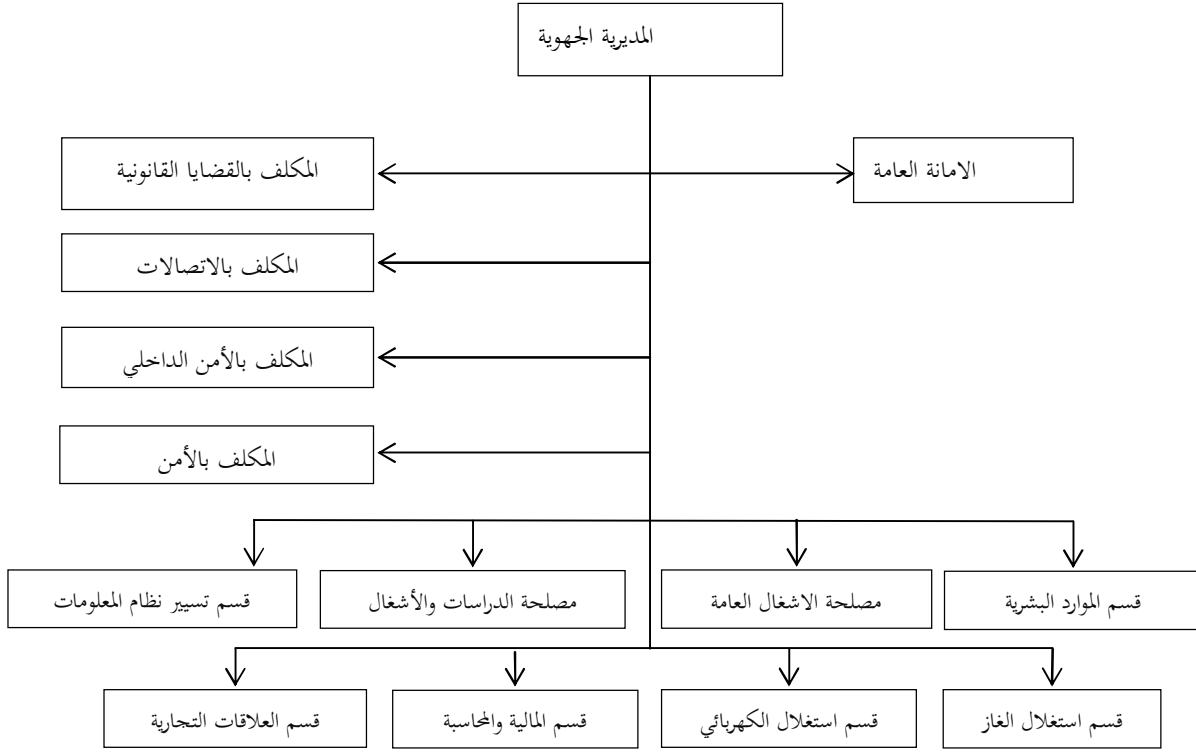 المديرية الجهوية
الامانة العامة
المكلف بالقضايا القانونية
المكلف بالاتصالات
المكلف بالأمن الداخلي
المكلف بالأمن
قسم الموارد البشرية
مصلحة الاشغال العامة
مصلحة الدراسات والأشغال
قسم تسيير نظام المعلومات
قسم استغلال الغاز
قسم استغلال الكهربائي
قسم المالية والمحاسبة
قسم العلاقات التجارية